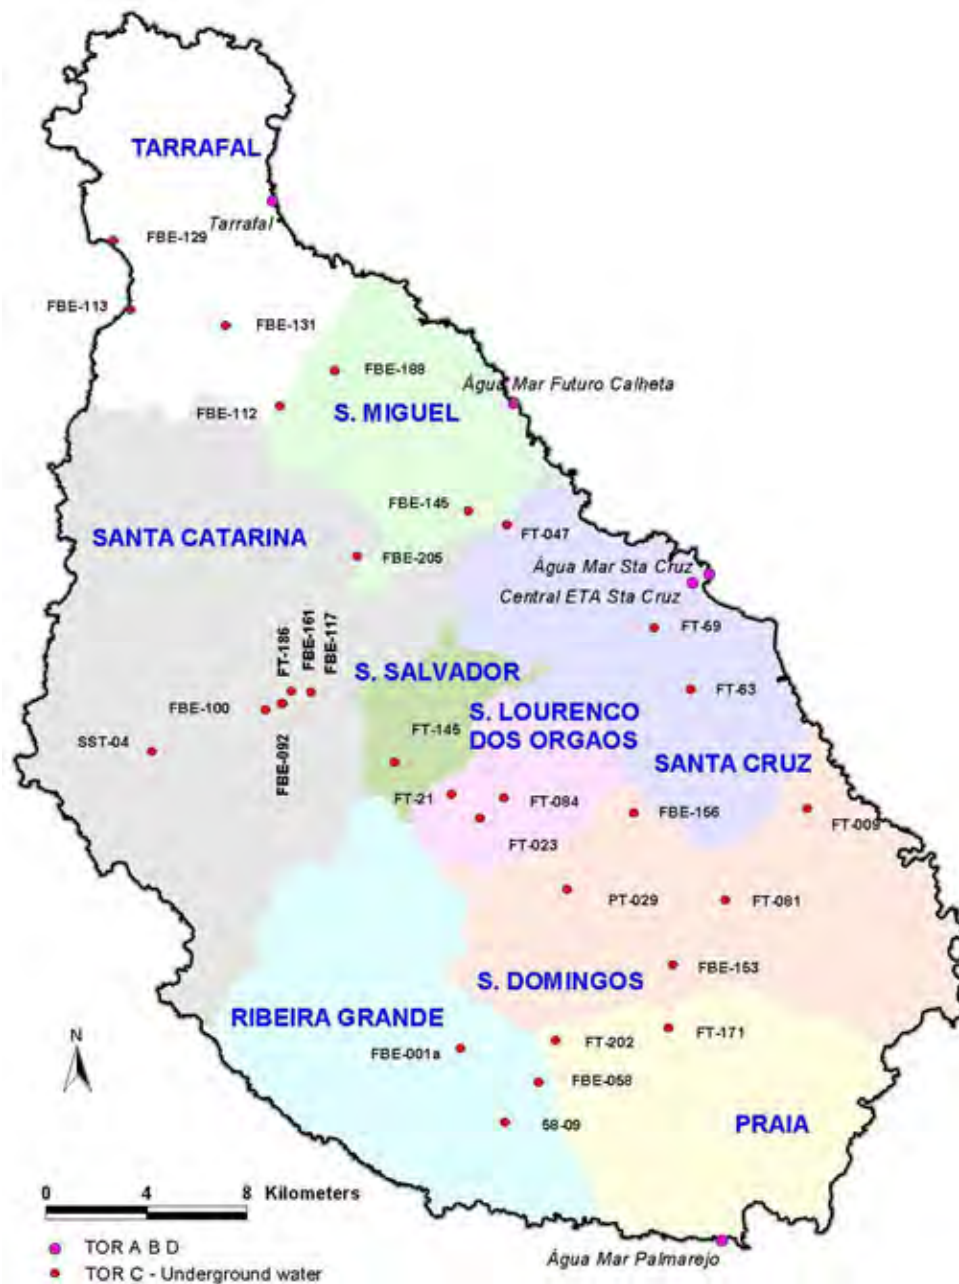 TARRAFAL
Tarrafal
FBE-129
FBE-113
FBE-131
FBE-188
Água Mar Futuro Calheta
FBE-112
S. MIGUEL
FBE-145
FT-047
SANTA CATARINA
FBE-205
Água Mar Sta Cruz
Central ETA Sta Cruz
FT-69
FT-186
FBE-161
FBE-117
S. SALVADOR
FT-63
FBE-100
S. LOURENCO
DOS ORGAOS
FT-145
SST-04
FBE-092
SANTA CRUZ
FT-21
FT-084
FBE-156
FT-009
FT-023
PT-029
FT-081
FBE-153
S. DOMINGOS
RIBEIRA GRANDE
FT-171
N
FBE-001a
FT-202
FBE-058
58-09
PRAIA
0 4 8 Kilometers
TOR A B D
Água Mar Palmarejo
TOR C - Underground water